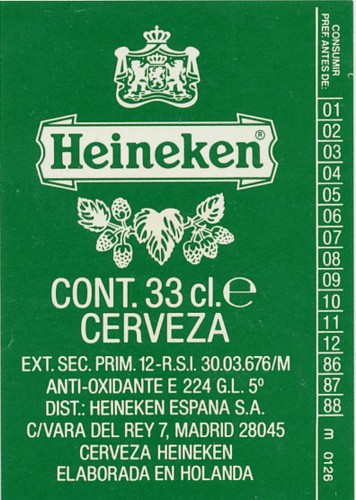 Heineken®
CONT. 33 cl. ℮
CERVEZA
EXT. SEC. PRIM. 12-R.S.I. 30.03.676/M
ANTI-OXIDANTE E 224 G.L. 5º
DIST.: HEINEKEN ESPANA S.A.
C/VARA DEL REY 7, MADRID 28045
CERVEZA HEINEKEN
ELABORADA EN HOLANDA
CONSUMIR
PREF. ANTES DE:
01
02
03
04
05
06
07
08
09
10
11
12
86
87
88
m 0126